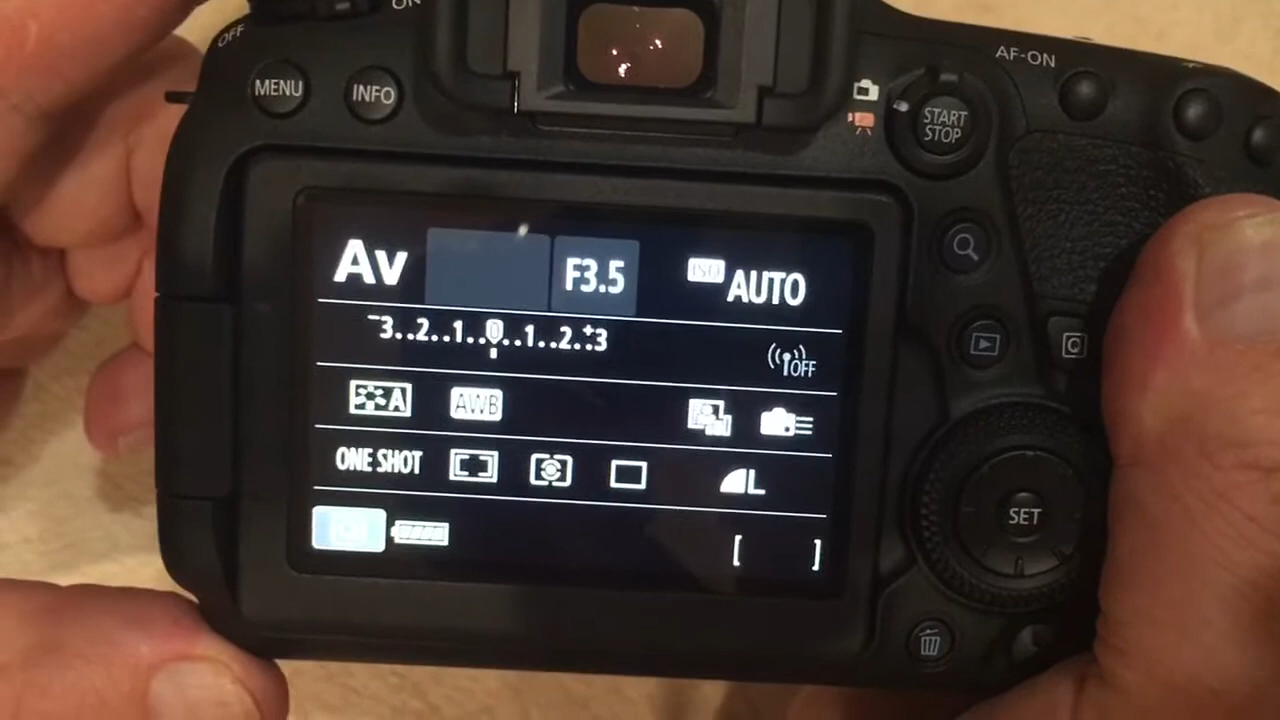 ON
OFF
AF-ON
MENU
INFO
START
STOP
Av F3.5 ISO AUTO
-3..2..1..0..1..2..+3
OFF
A AWB
ONE SHOT L
Q
Q
SET
[ ]